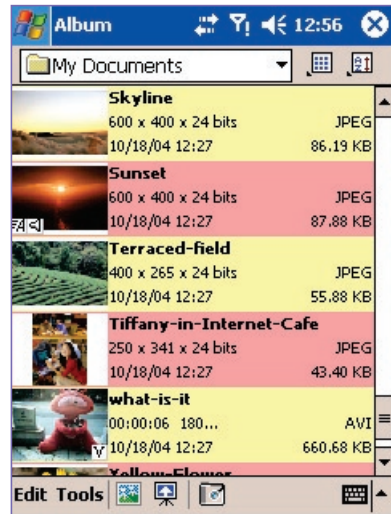 Album 12:56
My Documents
Skyline
600 x 400 x 24 bits JPEG
10/18/04 12:27 86.19 KB
Sunset
600 x 400 x 24 bits JPEG
10/18/04 12:27 87.88 KB
Terraced-field
400 x 265 x 24 bits JPEG
10/18/04 12:27 55.88 KB
Tiffany-in-Internet-Cafe
250 x 341 x 24 bits JPEG
10/18/04 12:27 43.40 KB
what-is-it
00:00:06 180... AVI
V 10/18/04 12:27 660.68 KB
Yellow-Flower
Edit Tools